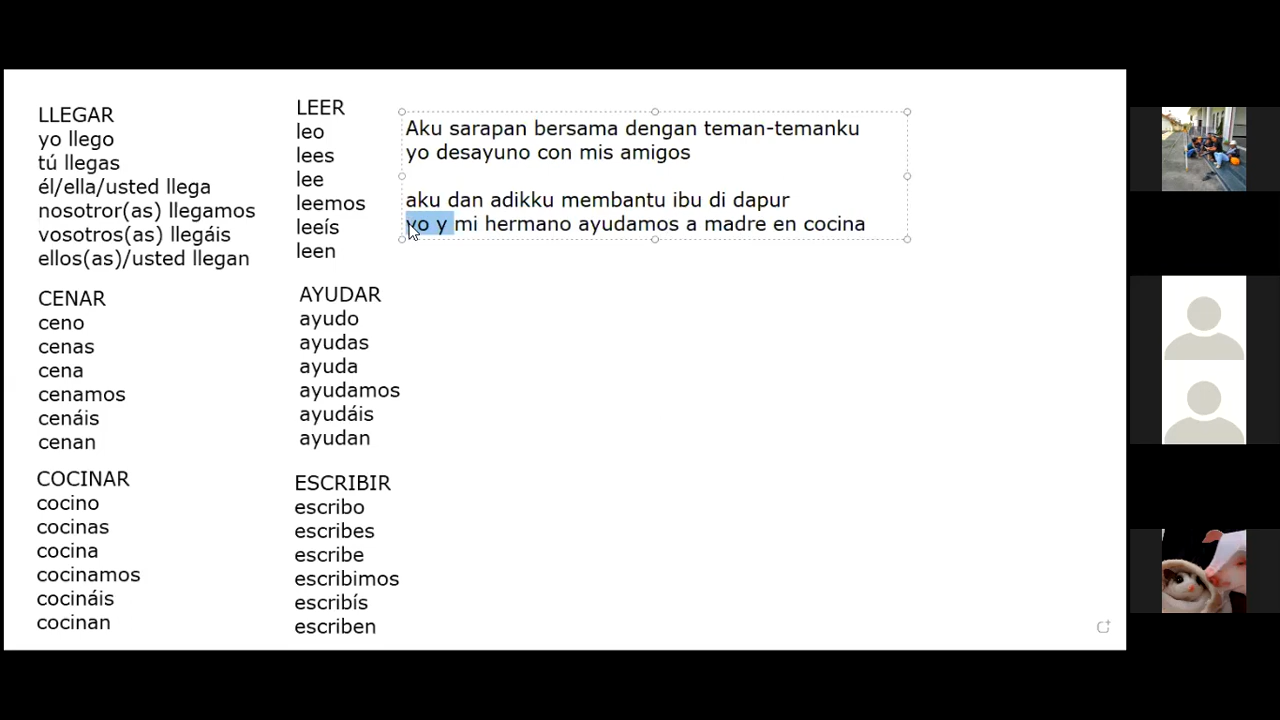 LLEGAR
yo llego
tú llegas
él/ella/usted llega
nosotror(as) llegamos
vosotros(as) llegáis
ellos(as)/usted llegan
CENAR
ceno
cenas
cena
cenamos
cenáis
cenan
COCINAR
cocino
cocinas
cocina
cocinamos
cocináis
cocinan
LEER
leo
lees
lee
leemos
leeís
leen
AYUDAR
ayudo
ayudas
ayuda
ayudamos
ayudáis
ayudan
ESCRIBIR
escribo
escribes
escribe
escribimos
escribís
escriben
Aku sarapan bersama dengan teman-temanku
yo desayuno con mis amigos
aku dan adikku membantu ibu di dapur
yo y mi hermano ayudamos a madre en cocina